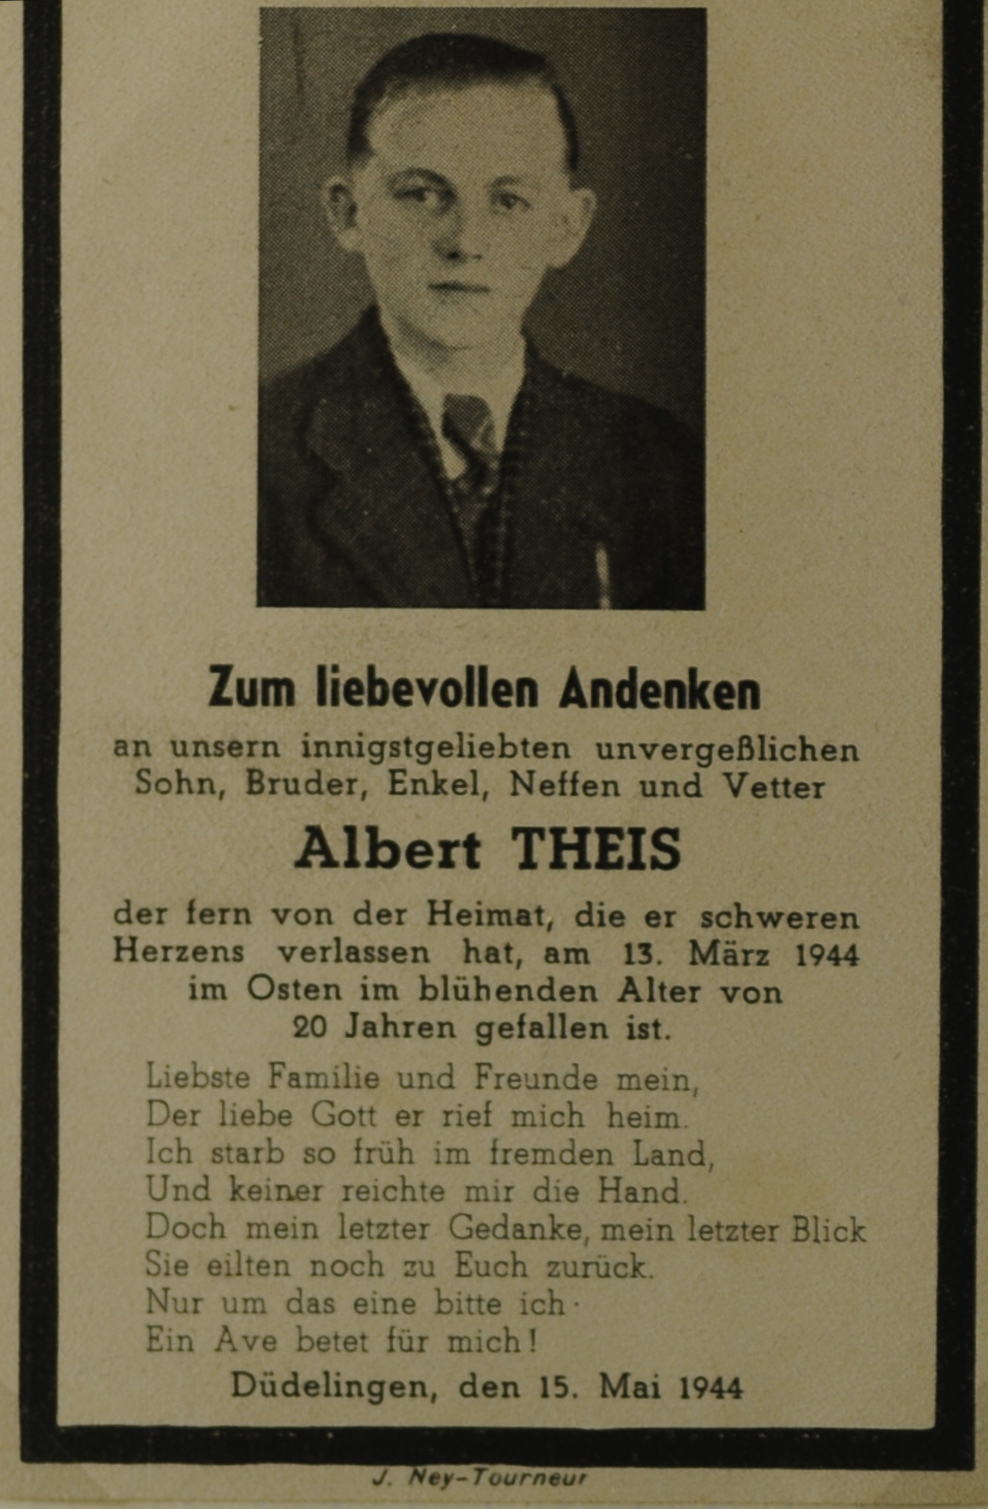 Zum liebevollen Andenken
an unsern innigstgeliebten unvergeßlichen
Sohn, Bruder, Enkel, Neffen und Vetter
Albert THEIS
der fern von der Heimat, die er schweren
Herzens verlassen hat, am 13. März 1944
im Osten im blühenden Alter von
20 Jahren gefallen ist.
Liebste Familie und Freunde mein,
Der liebe Gott er rief mich heim.
Ich starb so früh im fremden Land,
Und keiner reichte mir die Hand.
Doch mein letzter Gedanke, mein letzter Blick
Sie eilten noch zu Euch zurück.
Nur um das eine bitte ich·
Ein Ave betet für mich!
Düdelingen, den 15. Mai 1944
J. Ney-Tourneur